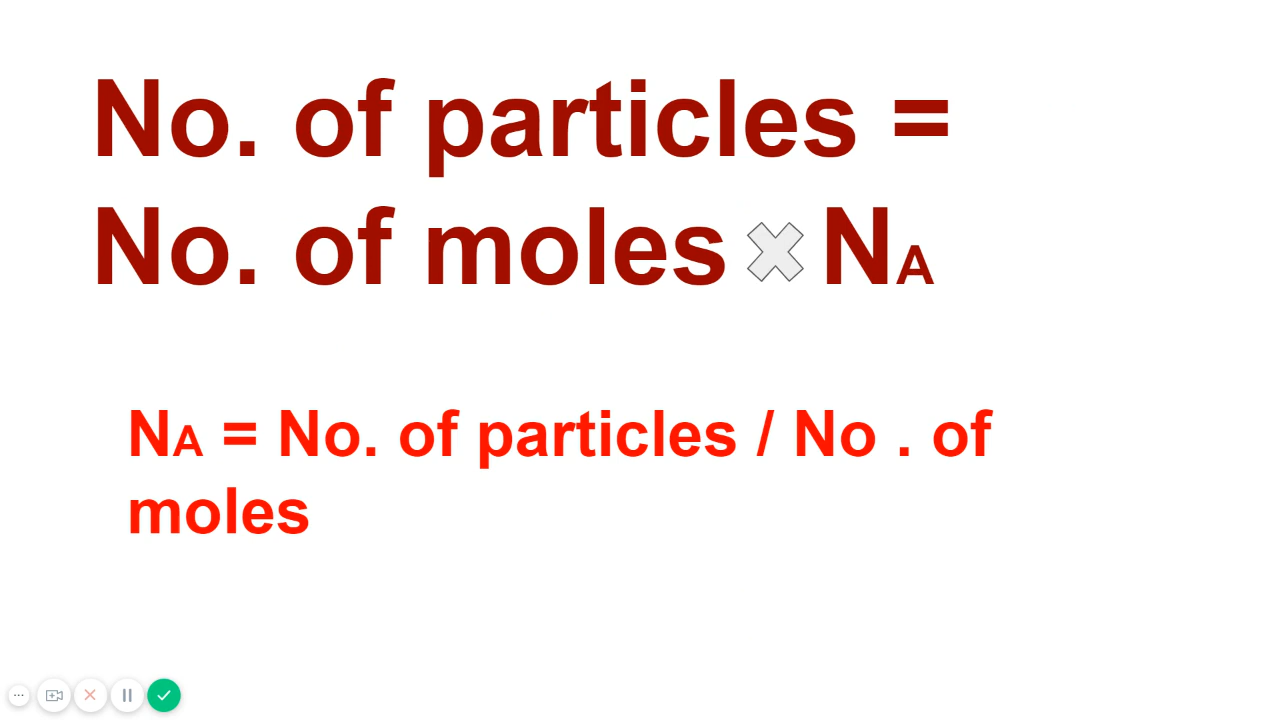 No. of particles =
No. of moles NA
NA = No. of particles / No . of
moles